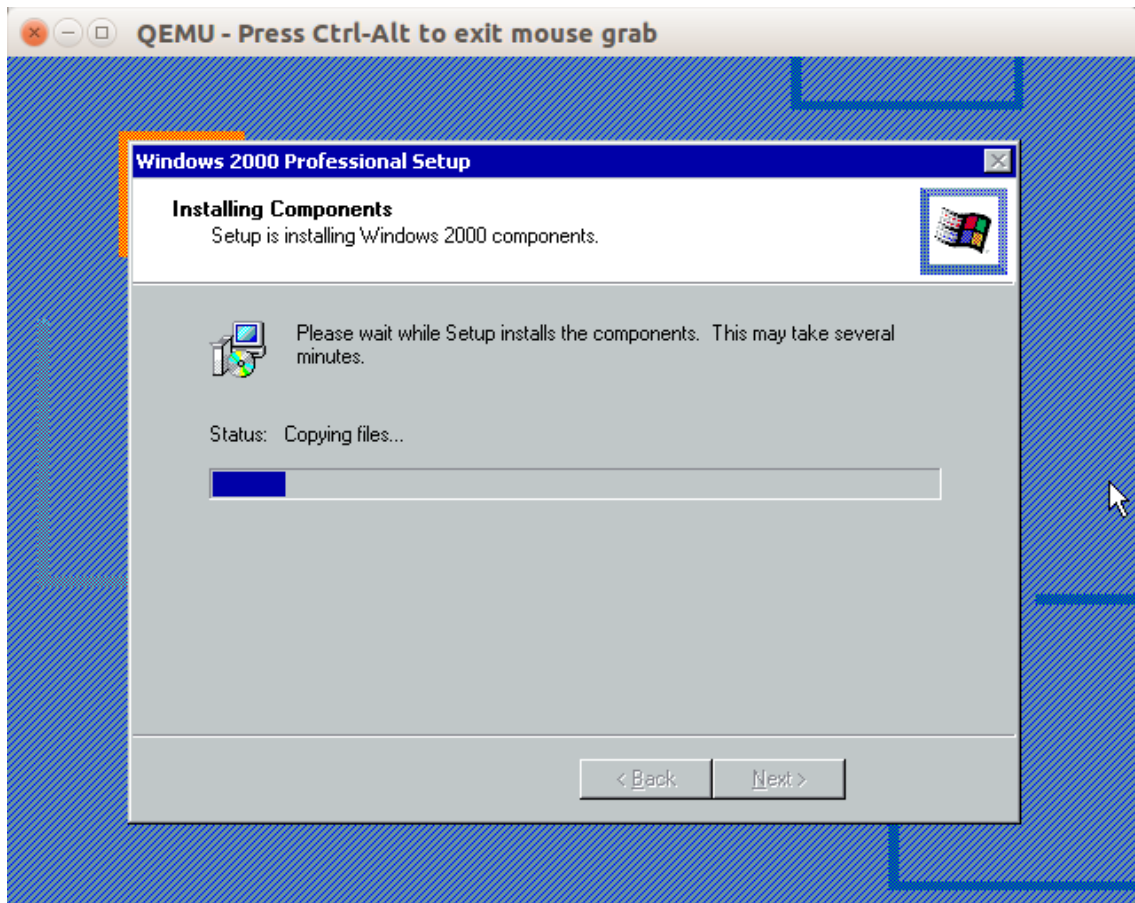 QEMU - Press Ctrl-Alt to exit mouse grab
Windows 2000 Professional Setup
Installing Components
Setup is installing Windows 2000 components.
Please wait while Setup installs the components. This may take several
minutes.
Status: Copying files...
< Back Next >